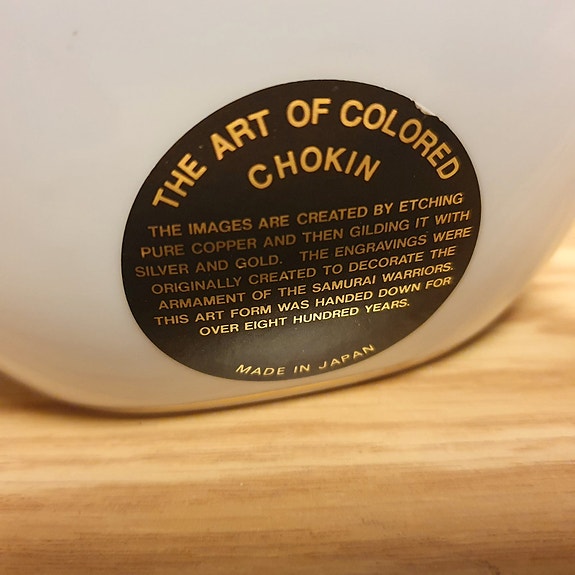 THE ART OF COLORED
CHOKIN
THE IMAGES ARE CREATED BY ETCHING
PURE COPPER AND THEN GILDING IT WITH
SILVER AND GOLD. THE ENGRAVINGS WERE
ORIGINALLY CREATED TO DECORATE THE
ARMAMENT OF THE SAMURAI WARRIORS.
THIS ART FORM WAS HANDED DOWN FOR
OVER EIGHT HUNDRED YEARS.
MADE IN JAPAN